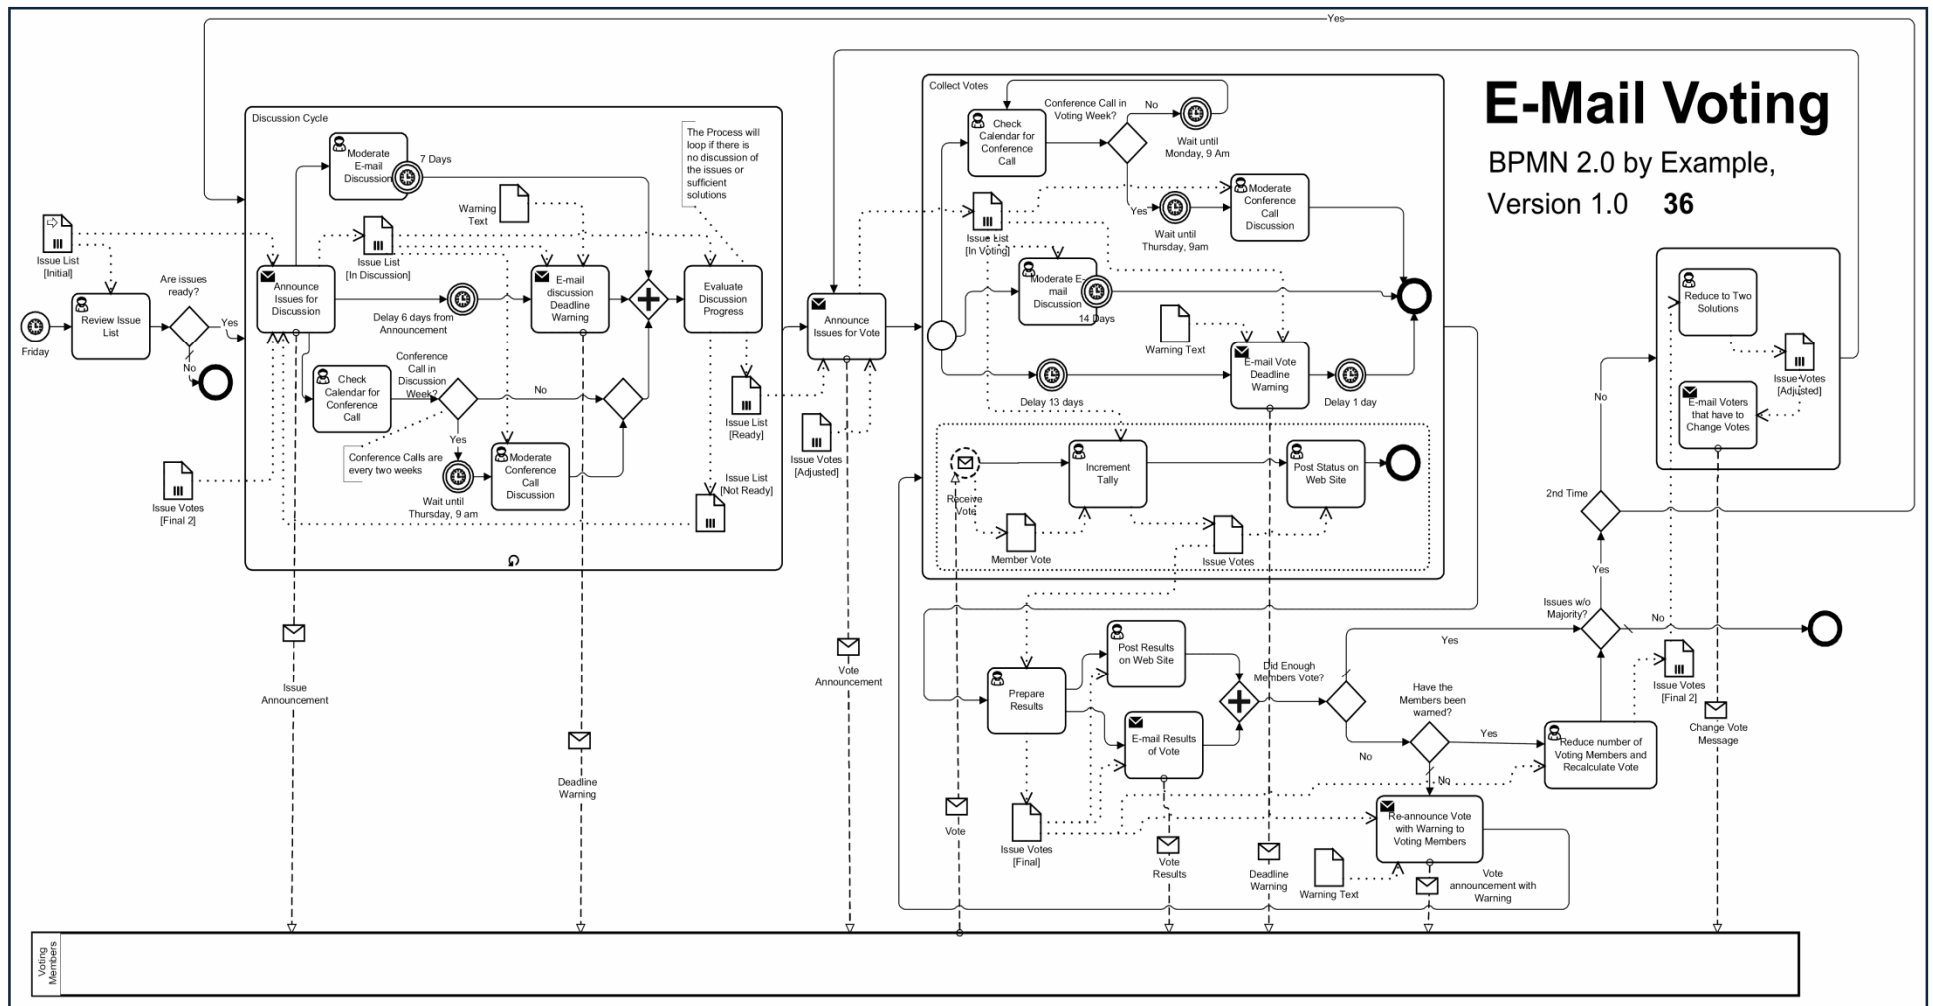 Yes
E-Mail Voting
BPMN 2.0 by Example,
Version 1.0 36
Issue List
[Initial]
Friday
Review Issue
List
Are issues
ready?
Yes
No
Issue Votes
[Final 2]
Discussion Cycle
Moderate
E-mail
Discussion
7 Days
Warning
Text
The Process will
loop if there is
no discussion of
the issues or
sufficient
solutions
Issue List
[In Discussion]
Announce
Issues for
Discussion
Delay 6 days from
Announcement
E-mail
discussion
Deadline
Warning
Evaluate
Discussion
Progress
Check
Calendar for
Conference
Call
Conference
Call in
Discussion
Week?
No
Yes
Conference Calls are
every two weeks
Wait until
Thursday, 9 am
Moderate
Conference
Call
Discussion
Issue List
[Ready]
Issue List
[Not Ready]
Issue Votes
[Adjusted]
Announce
Issues for Vote
Collect Votes
Check
Calendar for
Conference
Call
Conference Call in
Voting Week?
No
Wait until
Monday, 9 Am
Yes
Wait until
Thursday, 9am
Moderate
Conference
Call
Discussion
Issue List
[In Voting]
Moderate E-
mail
Discussion
14 Days
Warning Text
E-mail Vote
Deadline
Warning
Delay 13 days
Delay 1 day
Receive
Vote
Increment
Tally
Post Status on
Web Site
Member Vote
Issue Votes
Reduce to Two
Solutions
Issue Votes
[Adjusted]
E-mail Voters
that have to
Change Votes
No
2nd Time
Yes
Issues w/o
Majority?
No
Issue Votes
[Final 2]
Change Vote
Message
Post Results
on Web Site
Prepare
Results
E-mail Results
of Vote
Did Enough
Members Vote?
Yes
No
Have the
Members been
warned?
Yes
No
Reduce number of
Voting Members and
Recalculate Vote
Re-announce Vote
with Warning to
Voting Members
Issue Votes
[Final]
Warning Text
Issue
Announcement
Deadline
Warning
Vote
Announcement
Vote
Vote
Results
Deadline
Warning
Vote
announcement with
Warning
Voting
Members